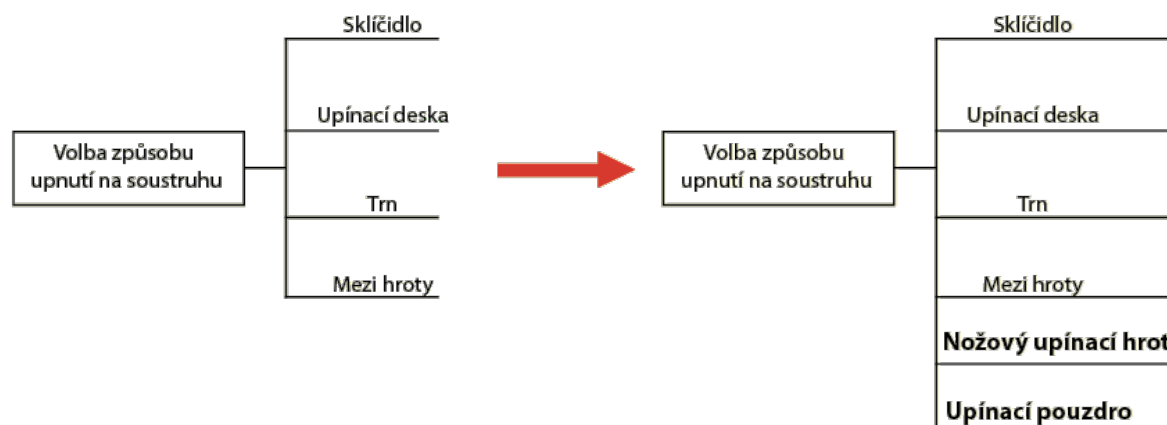 Sklíčidlo
Upínací deska
Volba způsobu
upnutí na soustruhu
Trn
Mezi hroty
Sklíčidlo
Upínací deska
Volba způsobu
upnutí na soustruhu
Trn
Mezi hroty
Nožový upínací hrot
Upínací pouzdro